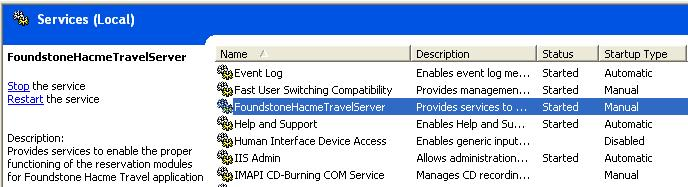 Services (Local)
FoundstoneHacmeTravelServer
Stop the service
Restart the service
Description:
Provides services to enable the proper
functioning of the reservation modules
for Foundstone Hacme Travel application
Name Description Status Startup Type
Event Log Enables event log me... Started Automatic
Fast User Switching Compatibility Provides managemen... Started Manual
FoundstoneHacmeTravelServer Provides services to ... Started Manual
Help and Support Enables Help and Su... Started Automatic
Human Interface Device Access Enables generic input... Disabled
IIS Admin Allows administration... Started Automatic
IMAPI CD-Burning COM Service Manages CD recordin... Manual